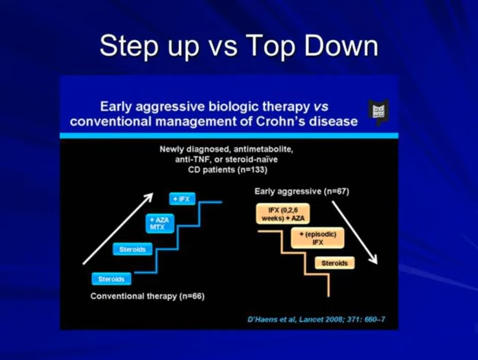 Step up vs Top Down
Early aggressive biologic therapy vs
conventional management of Crohn's disease
Newly diagnosed, antimetabolite,
anti-TNF, or steroid-naïve
CD patients (n=133)
Early aggressive (n=67)
+ IFX
IFX (0,2,6
weeks) + AZA
+ AZA
MTX
+ (episodic)
IFX
Steroids
Steroids
Steroids
Conventional therapy (n=66)
D'Haens et al, Lancet 2008; 371: 660–7